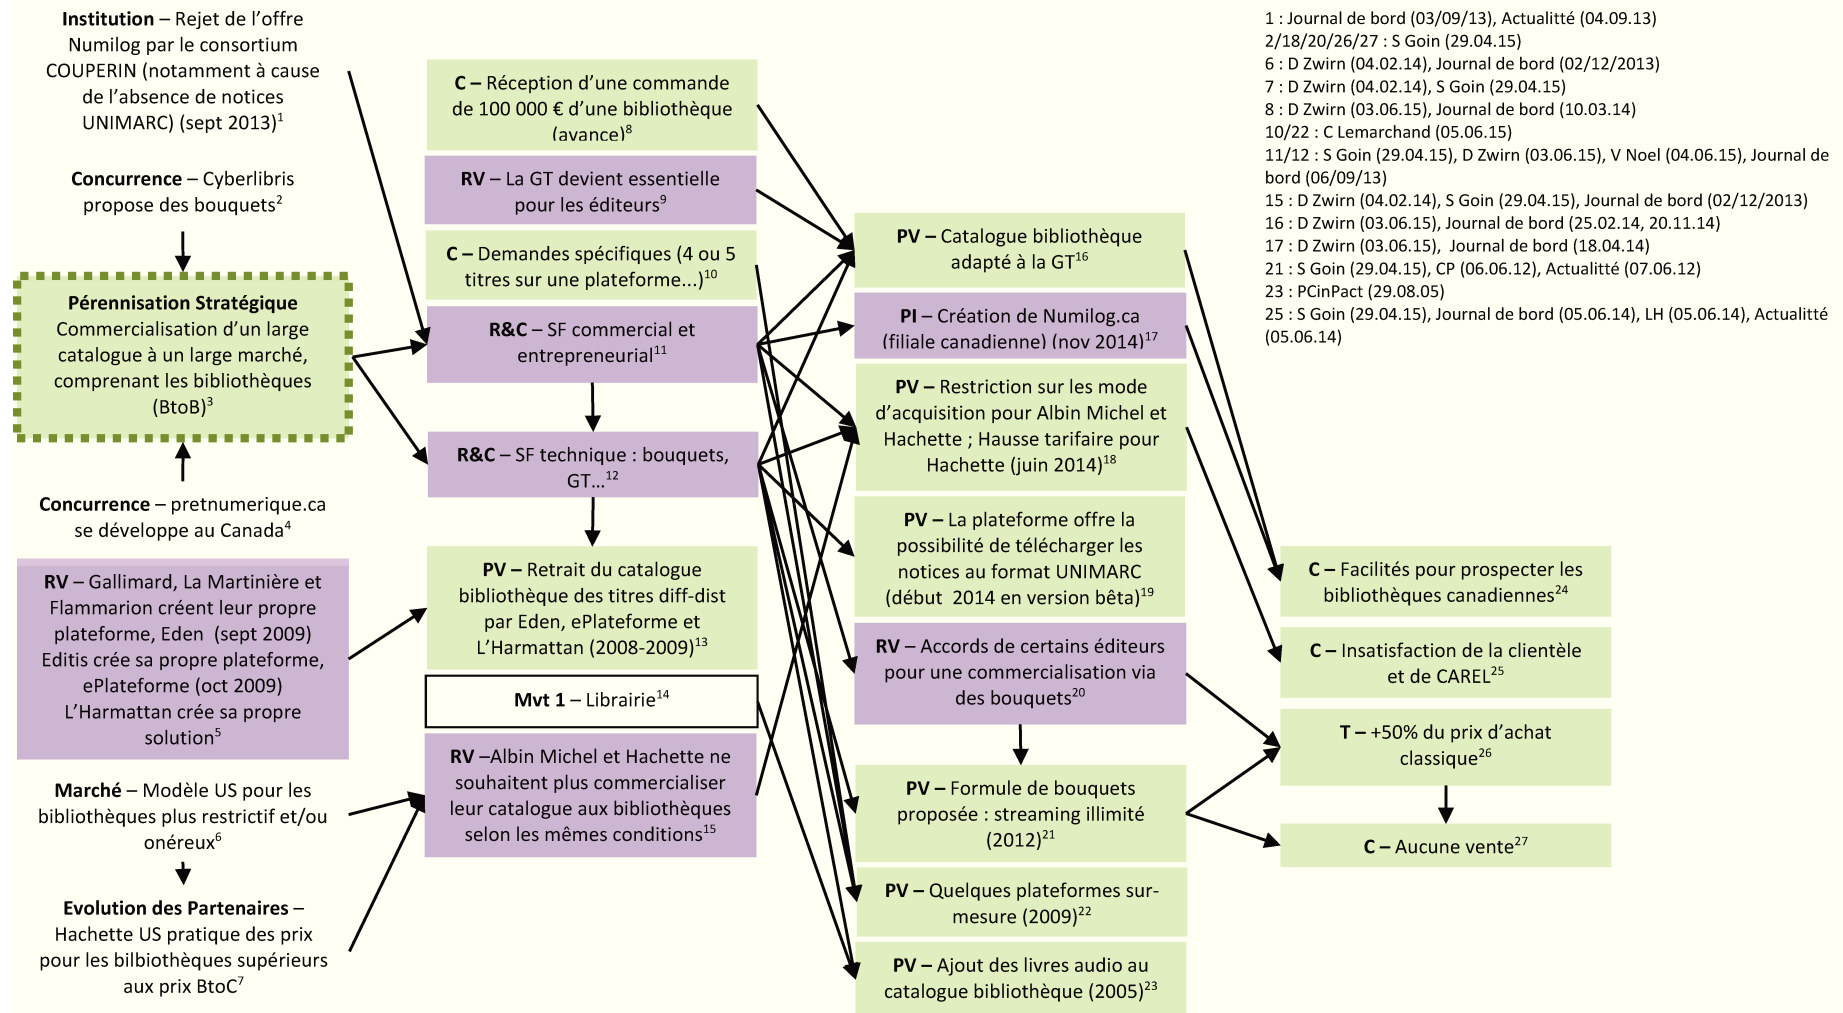 Institution – Rejet de l’offre
Numilog par le consortium
COUPERIN (notamment à cause
de l’absence de notices
UNIMARC) (sept 2013)1
Concurrence – Cyberlibris
propose des bouquets2
Pérennisation Stratégique
Commercialisation d’un large
catalogue à un large marché,
comprenant les bibliothèques
(BtoB)3
Concurrence – pretnumerique.ca
se développe au Canada4
RV – Gallimard, La Martinière et
Flammarion créent leur propre
plateforme, Eden (sept 2009)
Editis crée sa propre plateforme,
ePlateforme (oct 2009)
L’Harmattan crée sa propre
solution5
Marché – Modèle US pour les
bibliothèques plus restrictif et/ou
onéreux6
Evolution des Partenaires –
Hachette US pratique des prix
pour les bilbiothèques supérieurs
aux prix BtoC7
C – Réception d’une commande
de 100 000 € d’une bibliothèque
(avance)8
RV – La GT devient essentielle
pour les éditeurs9
C – Demandes spécifiques (4 ou 5
titres sur une plateforme...)10
R&C – SF commercial et
entrepreneurial11
R&C – SF technique : bouquets,
GT…12
PV – Retrait du catalogue
bibliothèque des titres diff-dist
par Eden, ePlateforme et
L’Harmattan (2008-2009)13
Mvt 1 – Librairie14
RV –Albin Michel et Hachette ne
souhaitent plus commercialiser
leur catalogue aux bibliothèques
selon les mêmes conditions15
PV – Catalogue bibliothèque
adapté à la GT16
PI – Création de Numilog.ca
(filiale canadienne) (nov 2014)17
PV – Restriction sur les mode
d’acquisition pour Albin Michel et
Hachette ; Hausse tarifaire pour
Hachette (juin 2014)18
PV – La plateforme offre la
possibilité de télécharger les
notices au format UNIMARC
(début 2014 en version bêta)19
RV – Accords de certains éditeurs
pour une commercialisation via
des bouquets20
PV – Formule de bouquets
proposée : streaming illimité
(2012)21
PV – Quelques plateformes sur-
mesure (2009)22
PV – Ajout des livres audio au
catalogue bibliothèque (2005)23
C – Facilités pour prospecter les
bibliothèques canadiennes24
C – Insatisfaction de la clientèle
et de CAREL25
T – +50% du prix d’achat
classique26
C – Aucune vente27
1 : Journal de bord (03/09/13), Actualitté (04.09.13)
2/18/20/26/27 : S Goin (29.04.15)
6 : D Zwirn (04.02.14), Journal de bord (02/12/2013)
7 : D Zwirn (04.02.14), S Goin (29.04.15)
8 : D Zwirn (03.06.15), Journal de bord (10.03.14)
10/22 : C Lemarchand (05.06.15)
11/12 : S Goin (29.04.15), D Zwirn (03.06.15), V Noel (04.06.15), Journal de
bord (06/09/13)
15 : D Zwirn (04.02.14), S Goin (29.04.15), Journal de bord (02/12/2013)
16 : D Zwirn (03.06.15), Journal de bord (25.02.14, 20.11.14)
17 : D Zwirn (03.06.15), Journal de bord (18.04.14)
21 : S Goin (29.04.15), CP (06.06.12), Actualitté (07.06.12)
23 : PCinPact (29.08.05)
25 : S Goin (29.04.15), Journal de bord (05.06.14), LH (05.06.14), Actualitté
(05.06.14)